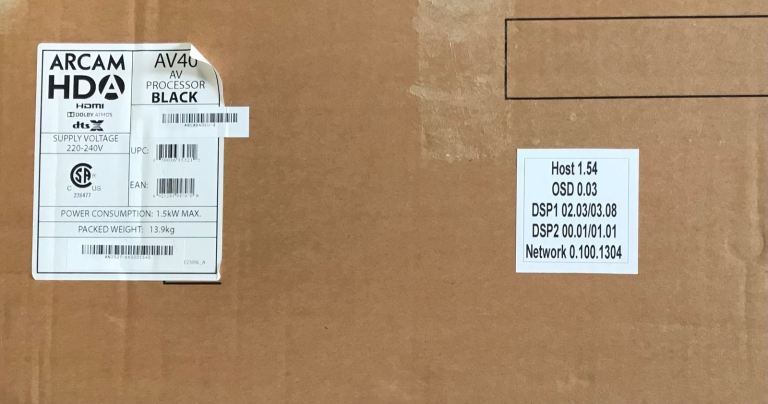 ARCAM
HDA
HDMI
DOLBY ATMOS
dts X
SUPPLY VOLTAGE
220-240V
SA
C US
AV40
AV
PROCESSOR
BLACK
UPC:
EAN:
POWER CONSUMPTION: 1.5kW MAX.
PACKED WEIGHT: 13.9kg
Host 1.54
OSD 0.03
DSP1 02.03/03.08
DSP2 00.01/01.01
Network 0.100.1304